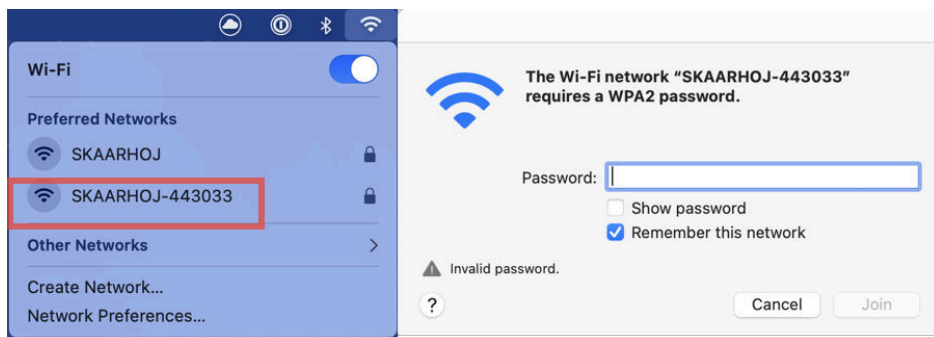 Wi-Fi
Preferred Networks
SKAARHOJ
SKAARHOJ-443033
Other Networks
Create Network...
Network Preferences...
The Wi-Fi network “SKAARHOJ-443033”
requires a WPA2 password.
Password:
Show password
Remember this network
Invalid password.
?
Cancel
Join